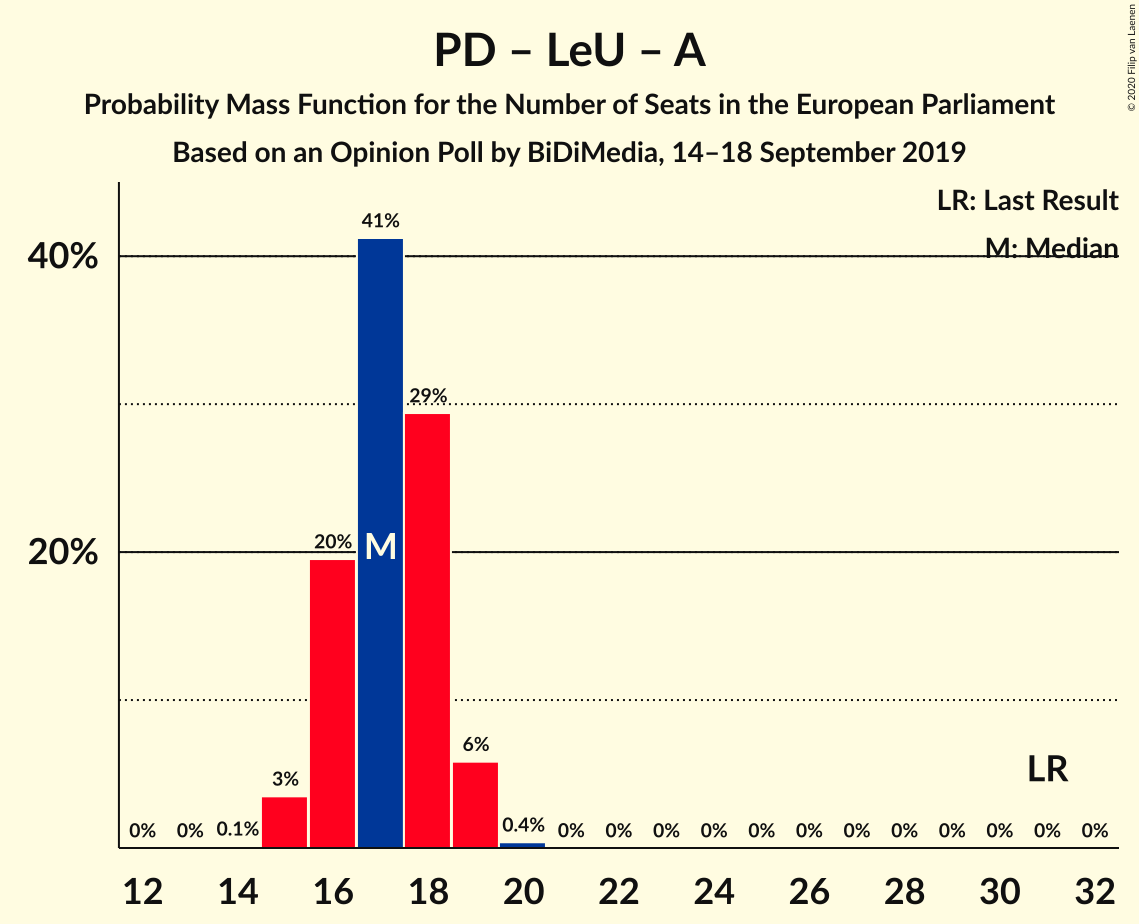 PD – LeU – A
Probability Mass Function for the Number of Seats in the European Parliament
Based on an Opinion Poll by BiDiMedia, 14–18 September 2019
© 2020 Filip van Laenen
LR: Last Result
M: Median
40%
20%
0%
0%
0.1%
3%
20%
41%
M
29%
6%
0.4%
0%
0%
0%
0%
0%
0%
0%
0%
0%
0%
LR
0%
0%
12 14 16 18 20 22 24 26 28 30 32